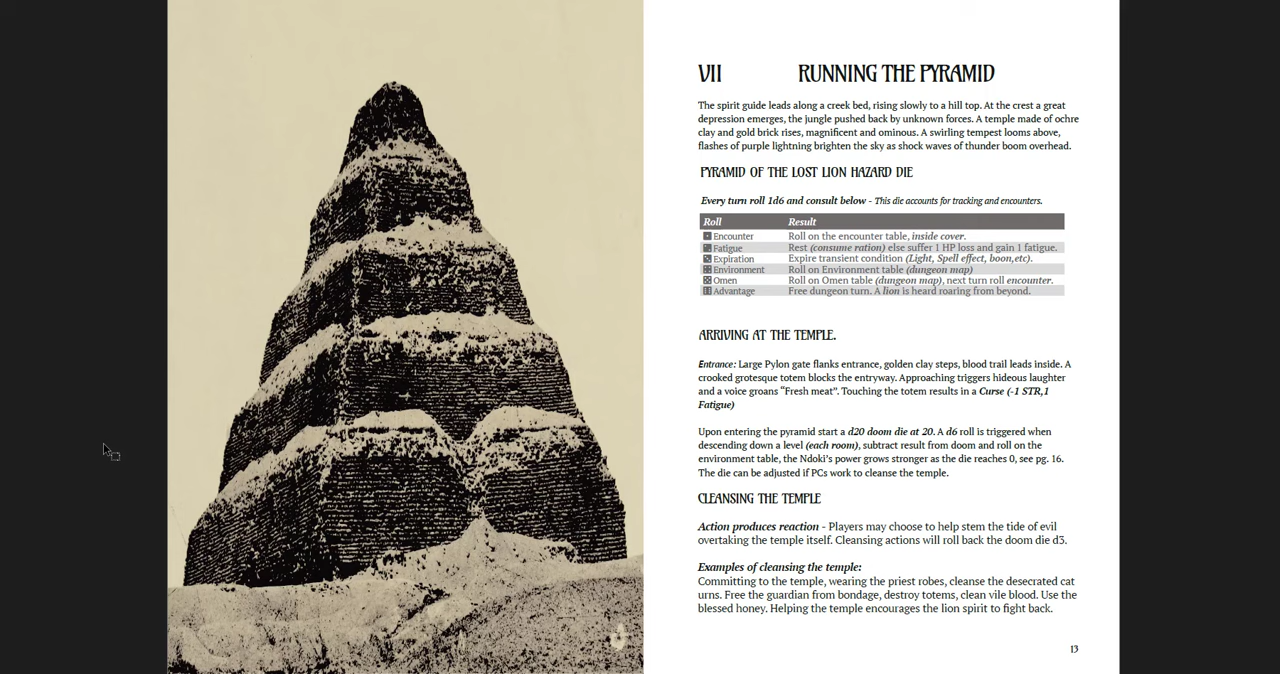 VII RUNNING THE PYRAMID
The spirit guide leads along a creek bed, rising slowly to a hill top. At the crest a great
depression emerges, the jungle pushed back by unknown forces. A temple made of ochre
clay and gold brick rises, magnificent and ominous. A swirling tempest looms above,
flashes of purple lightning brighten the sky as shock waves of thunder boom overhead.
PYRAMID OF THE LOST LION HAZARD DIE
Every turn roll 1d6 and consult below - This die accounts for tracking and encounters.
Roll Result
Encounter Roll on the encounter table, inside cover.
Fatigue Rest (consume ration) else suffer 1 HP loss and gain 1 fatigue.
Expiration Expire transient condition (Light, Spell effect, boon,etc).
Environment Roll on Environment table (dungeon map)
Omen Roll on Omen table (dungeon map), next turn roll encounter.
Advantage Free dungeon turn. A lion is heard roaring from beyond.
ARRIVING AT THE TEMPLE.
Entrance: Large Pylon gate flanks entrance, golden clay steps, blood trail leads inside. A
crooked grotesque totem blocks the entryway. Approaching triggers hideous laughter
and a voice groans “Fresh meat”. Touching the totem results in a Curse (-1 STR,1
Fatigue)
Upon entering the pyramid start a d20 doom die at 20. A d6 roll is triggered when
descending down a level (each room), subtract result from doom and roll on the
environment table, the Ndoki’s power grows stronger as the die reaches 0, see pg. 16.
The die can be adjusted if PCs work to cleanse the temple.
CLEANSING THE TEMPLE
Action produces reaction - Players may choose to help stem the tide of evil
overtaking the temple itself. Cleansing actions will roll back the doom die d3.
Examples of cleansing the temple:
Committing to the temple, wearing the priest robes, cleanse the desecrated cat
urns. Free the guardian from bondage, destroy totems, clean vile blood. Use the
blessed honey. Helping the temple encourages the lion spirit to fight back.
13